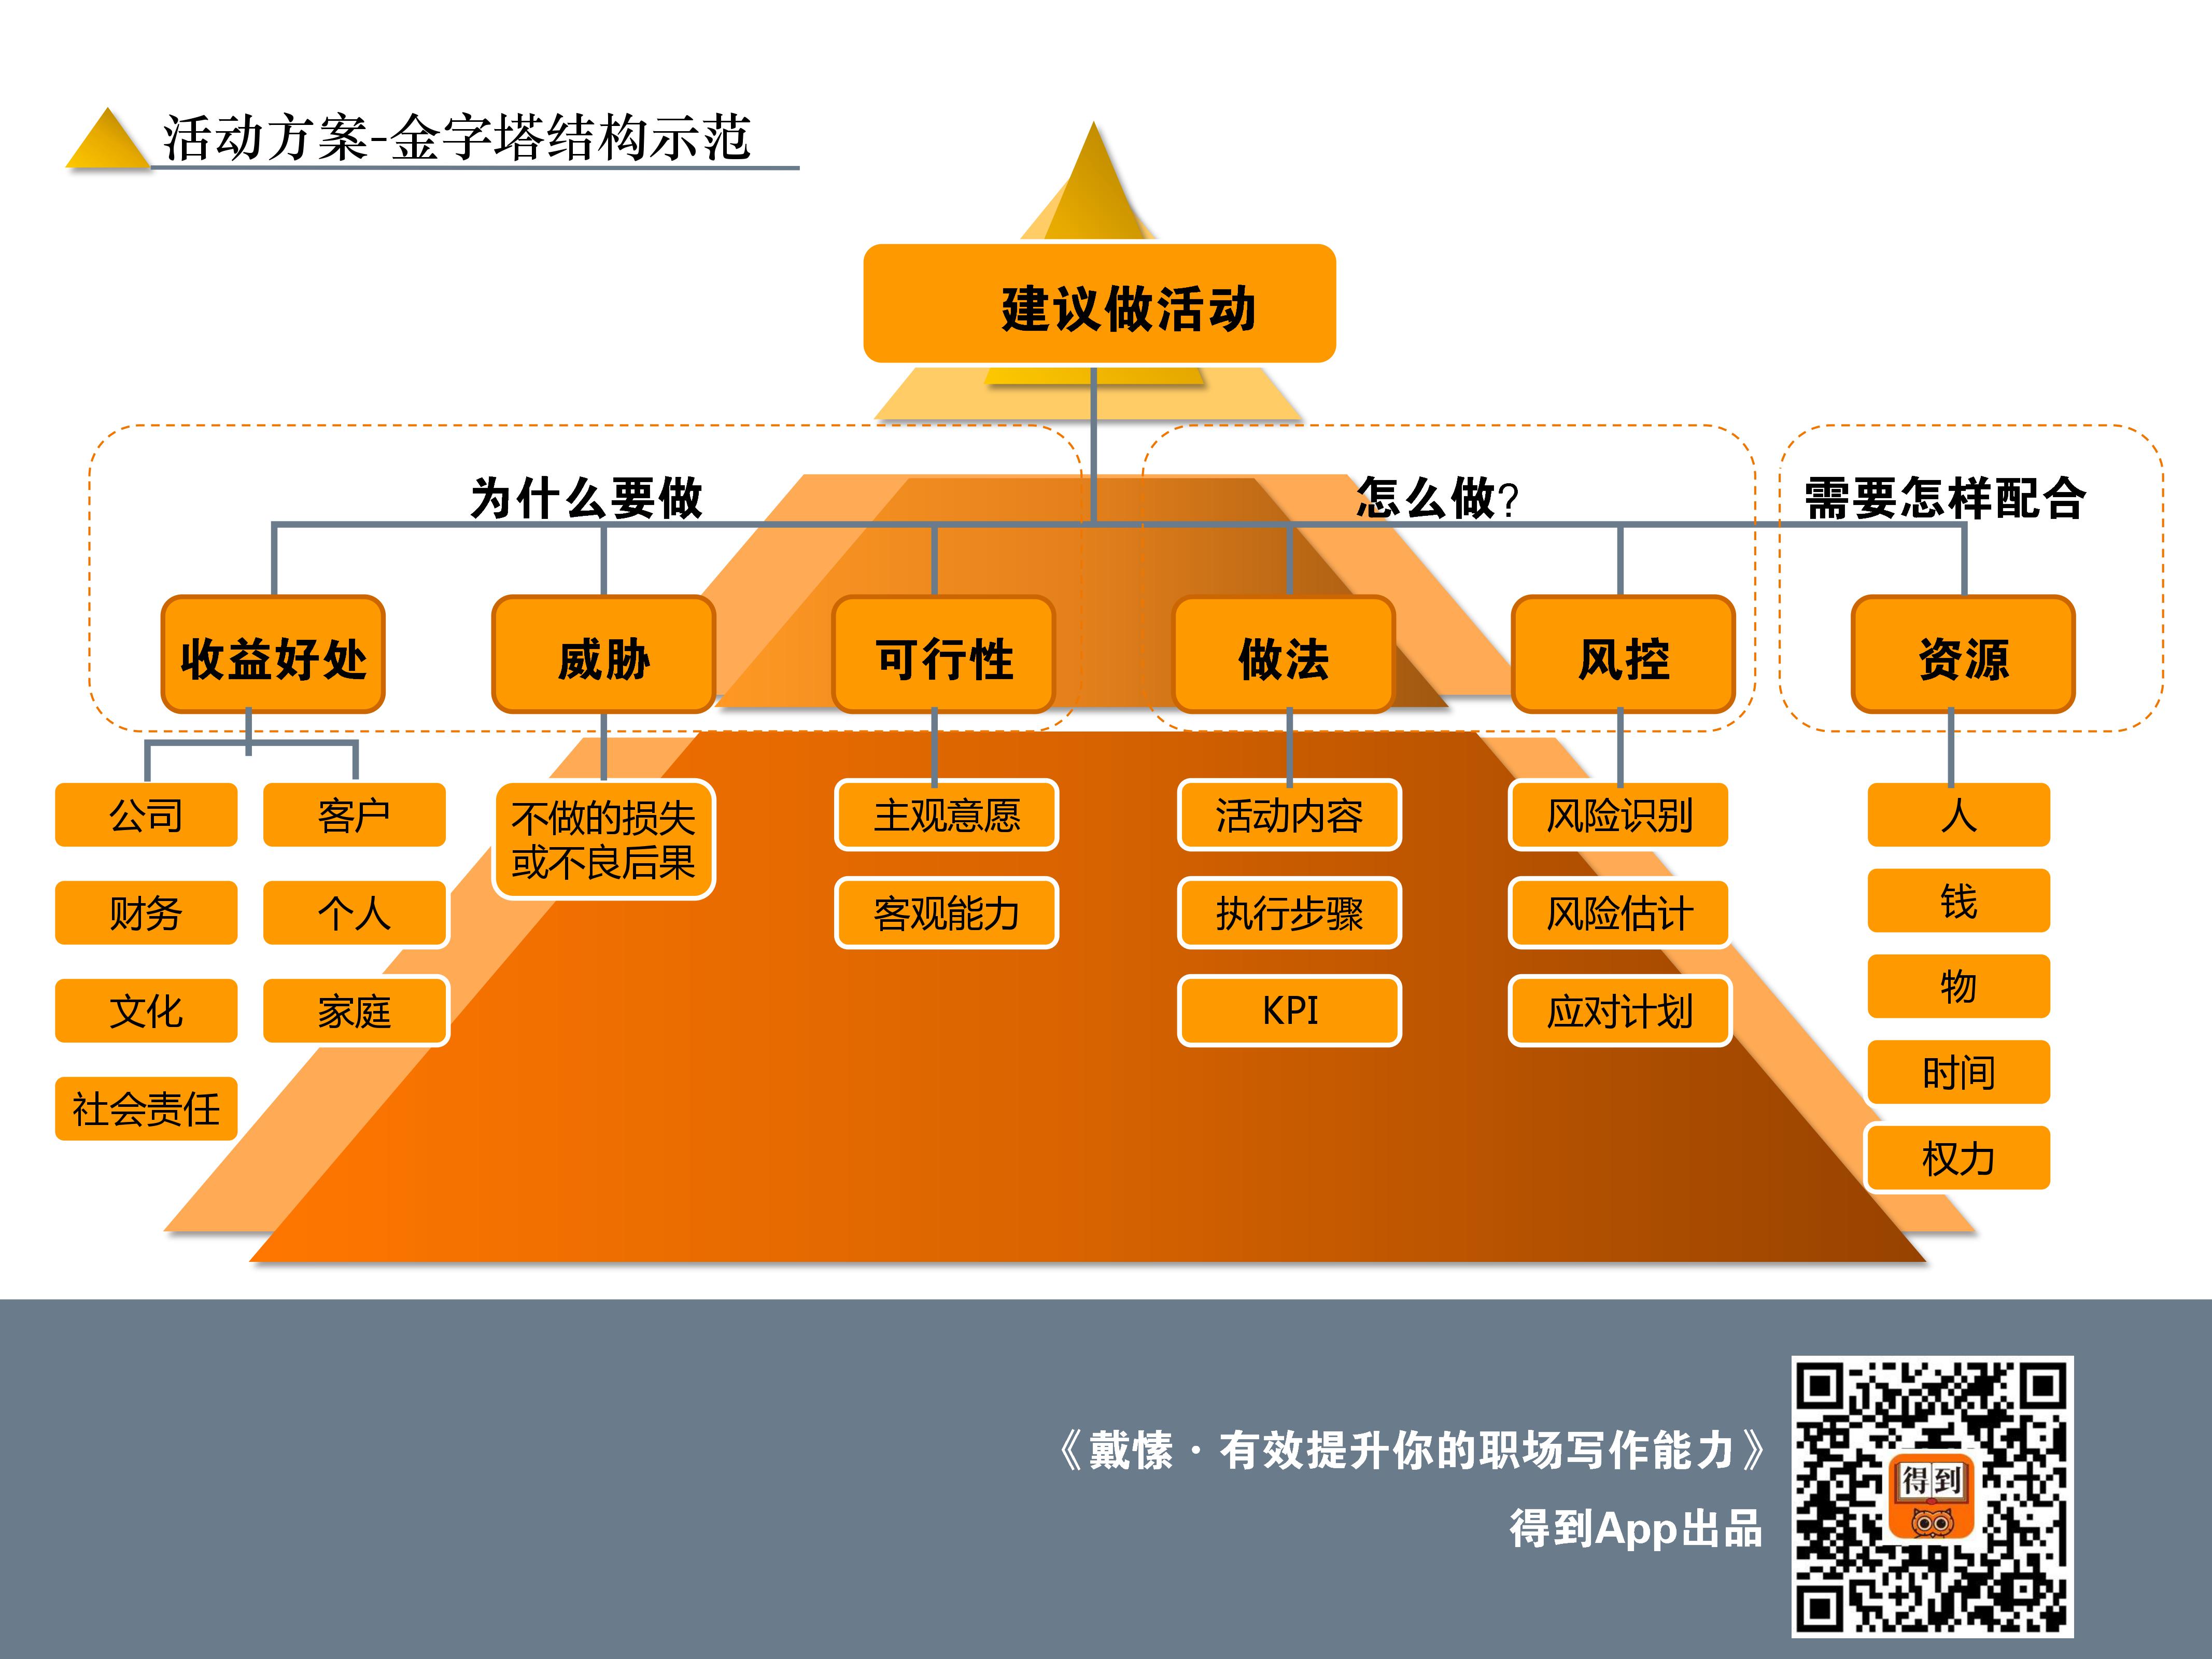 活动方案-金字塔结构示范
建议做活动
为什么要做
怎么做?
需要怎样配合
收益好处
威胁
可行性
做法
风控
资源
公司
客户
财务
个人
文化
家庭
社会责任
不做的损失
或不良后果
主观意愿
客观能力
活动内容
执行步骤
KPI
风险识别
风险估计
应对计划
人
钱
物
时间
权力
《戴愫·有效提升你的职场写作能力》
得到App出品
得到